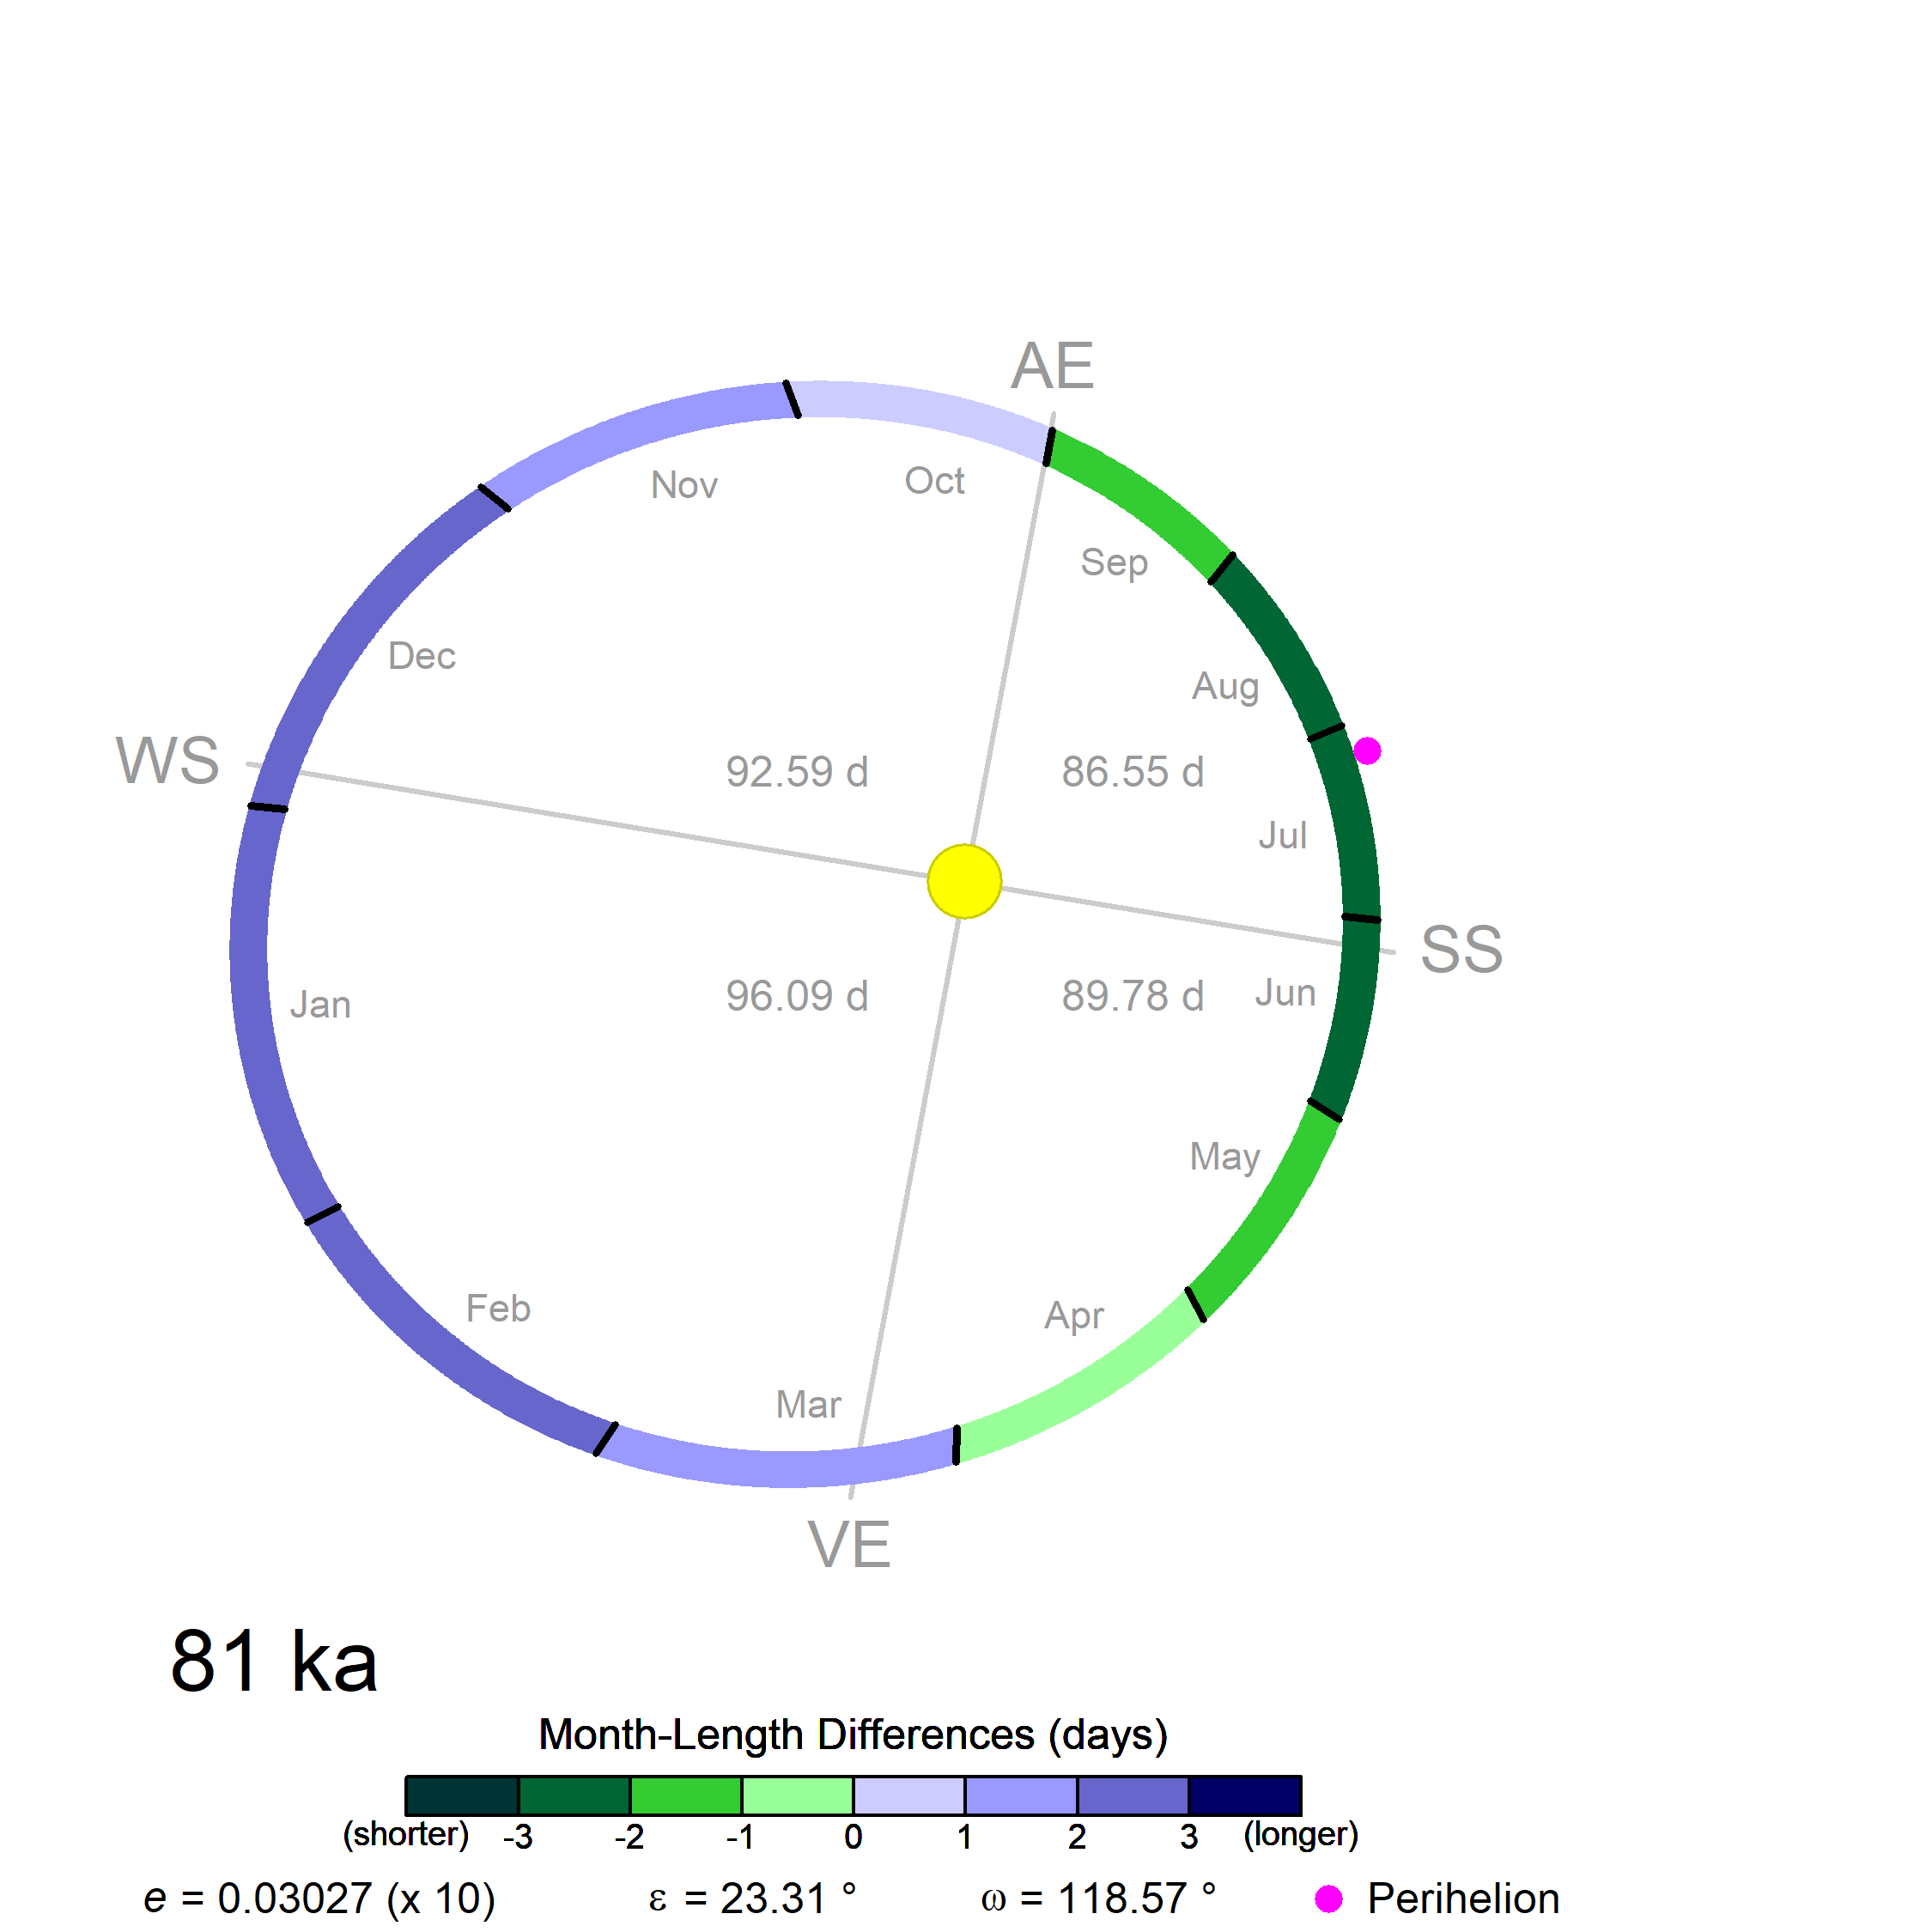 AE
Nov
Oct
Sep
Dec
Aug
WS
92.59 d
86.55 d
Jul
SS
96.09 d
89.78 d
Jun
Jan
May
Feb
Apr
Mar
VE
81 ka
Month-Length Differences (days)
(shorter) -3 -2 -1 0 1 2 3 (longer)
e = 0.03027 (x 10) ε = 23.31 ° ω = 118.57 ° Perihelion